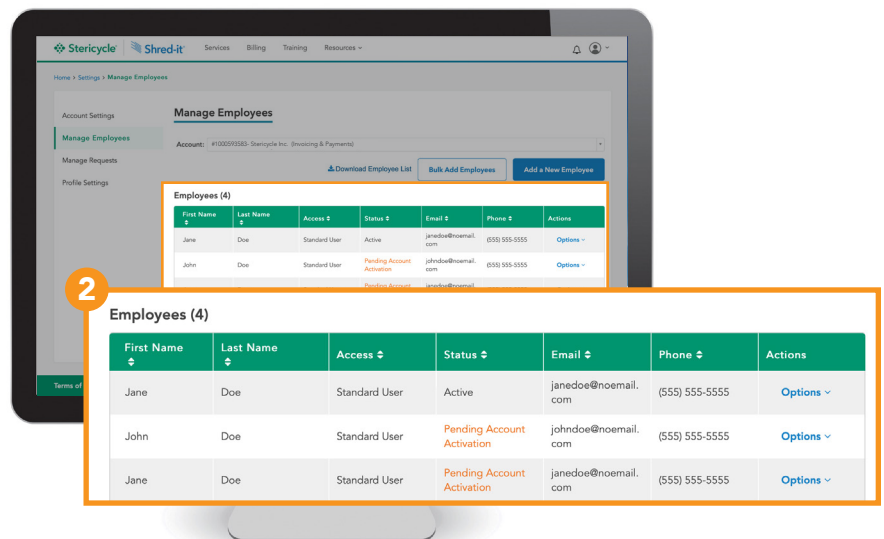 Stericycle® Shred-it® Services Billing Training Resources
Home > Settings > Manage Employees
Account Settings
Manage Employees
Manage Requests
Profile Settings
Manage Employees
Account: #1000593583- Stericycle Inc. (Invoicing & Payments)
Download Employee List Bulk Add Employees Add a New Employee
Employees (4)
First Name Last Name Access Status Email Phone Actions
Jane Doe Standard User Active janedoe@noemail.
com (555) 555-5555 Options
John Doe Standard User Pending Account
Activation johndoe@noemail.
com (555) 555-5555 Options
Pending Account janedoe@noemail.
Terms of
2
Employees (4)
First Name Last Name Access Status Email Phone Actions
Jane Doe Standard User Active janedoe@noemail.
com (555) 555-5555 Options
John Doe Standard User Pending Account
Activation johndoe@noemail.
com (555) 555-5555 Options
Jane Doe Standard User Pending Account
Activation janedoe@noemail.
com (555) 555-5555 Options